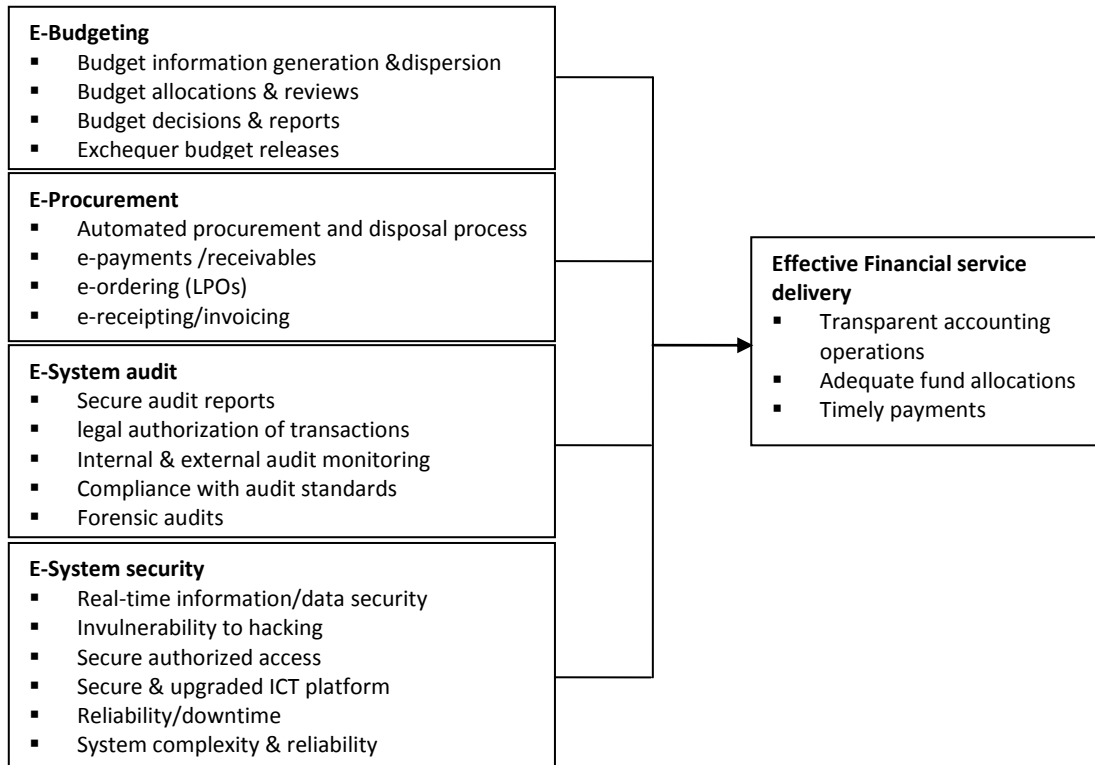 E-Budgeting
▪ Budget information generation &dispersion
▪ Budget allocations & reviews
▪ Budget decisions & reports
▪ Exchequer budget releases
E-Procurement
▪ Automated procurement and disposal process
▪ e-payments /receivables
▪ e-ordering (LPOs)
▪ e-receipting/invoicing
E-System audit
▪ Secure audit reports
▪ legal authorization of transactions
▪ Internal & external audit monitoring
▪ Compliance with audit standards
▪ Forensic audits
E-System security
▪ Real-time information/data security
▪ Invulnerability to hacking
▪ Secure authorized access
▪ Secure & upgraded ICT platform
▪ Reliability/downtime
▪ System complexity & reliability
Effective Financial service
delivery
▪ Transparent accounting
operations
▪ Adequate fund allocations
▪ Timely payments